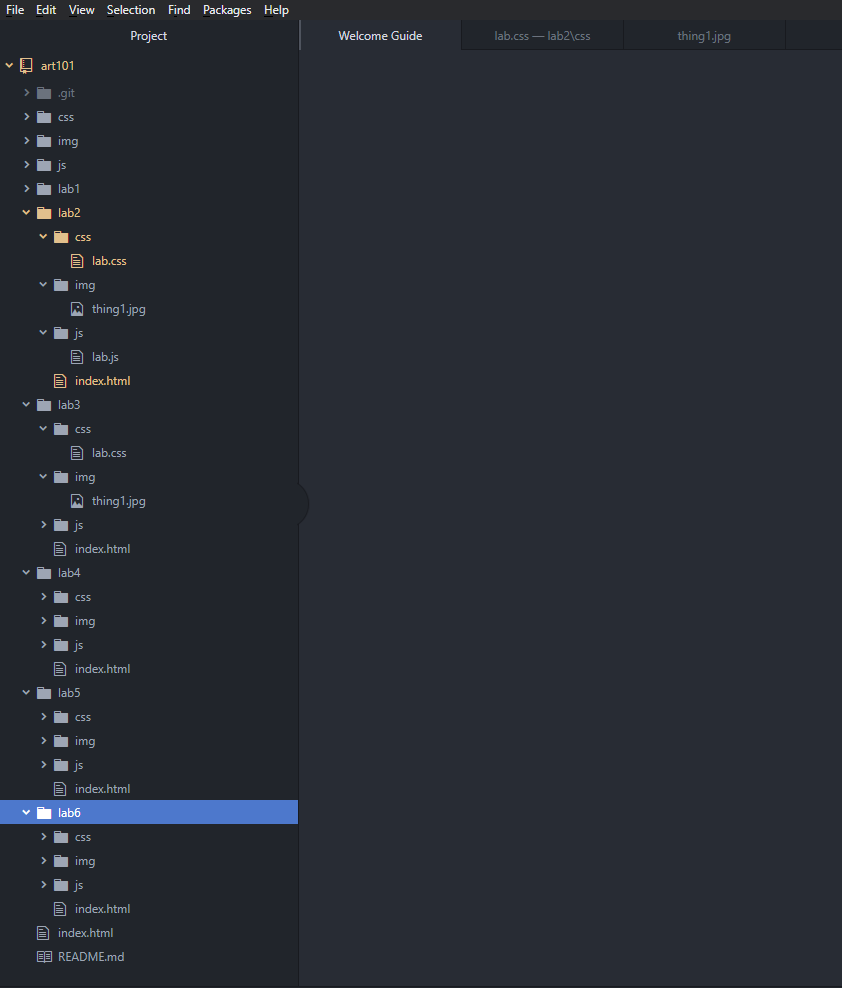 File Edit View Selection Find Packages Help
Project
Welcome Guide
lab.css — lab2\css
thing1.jpg
art101
.git
css
img
js
lab1
lab2
css
lab.css
img
thing1.jpg
js
lab.js
index.html
lab3
css
lab.css
img
thing1.jpg
js
index.html
lab4
css
img
js
index.html
lab5
css
img
js
index.html
lab6
css
img
js
index.html
index.html
README.md